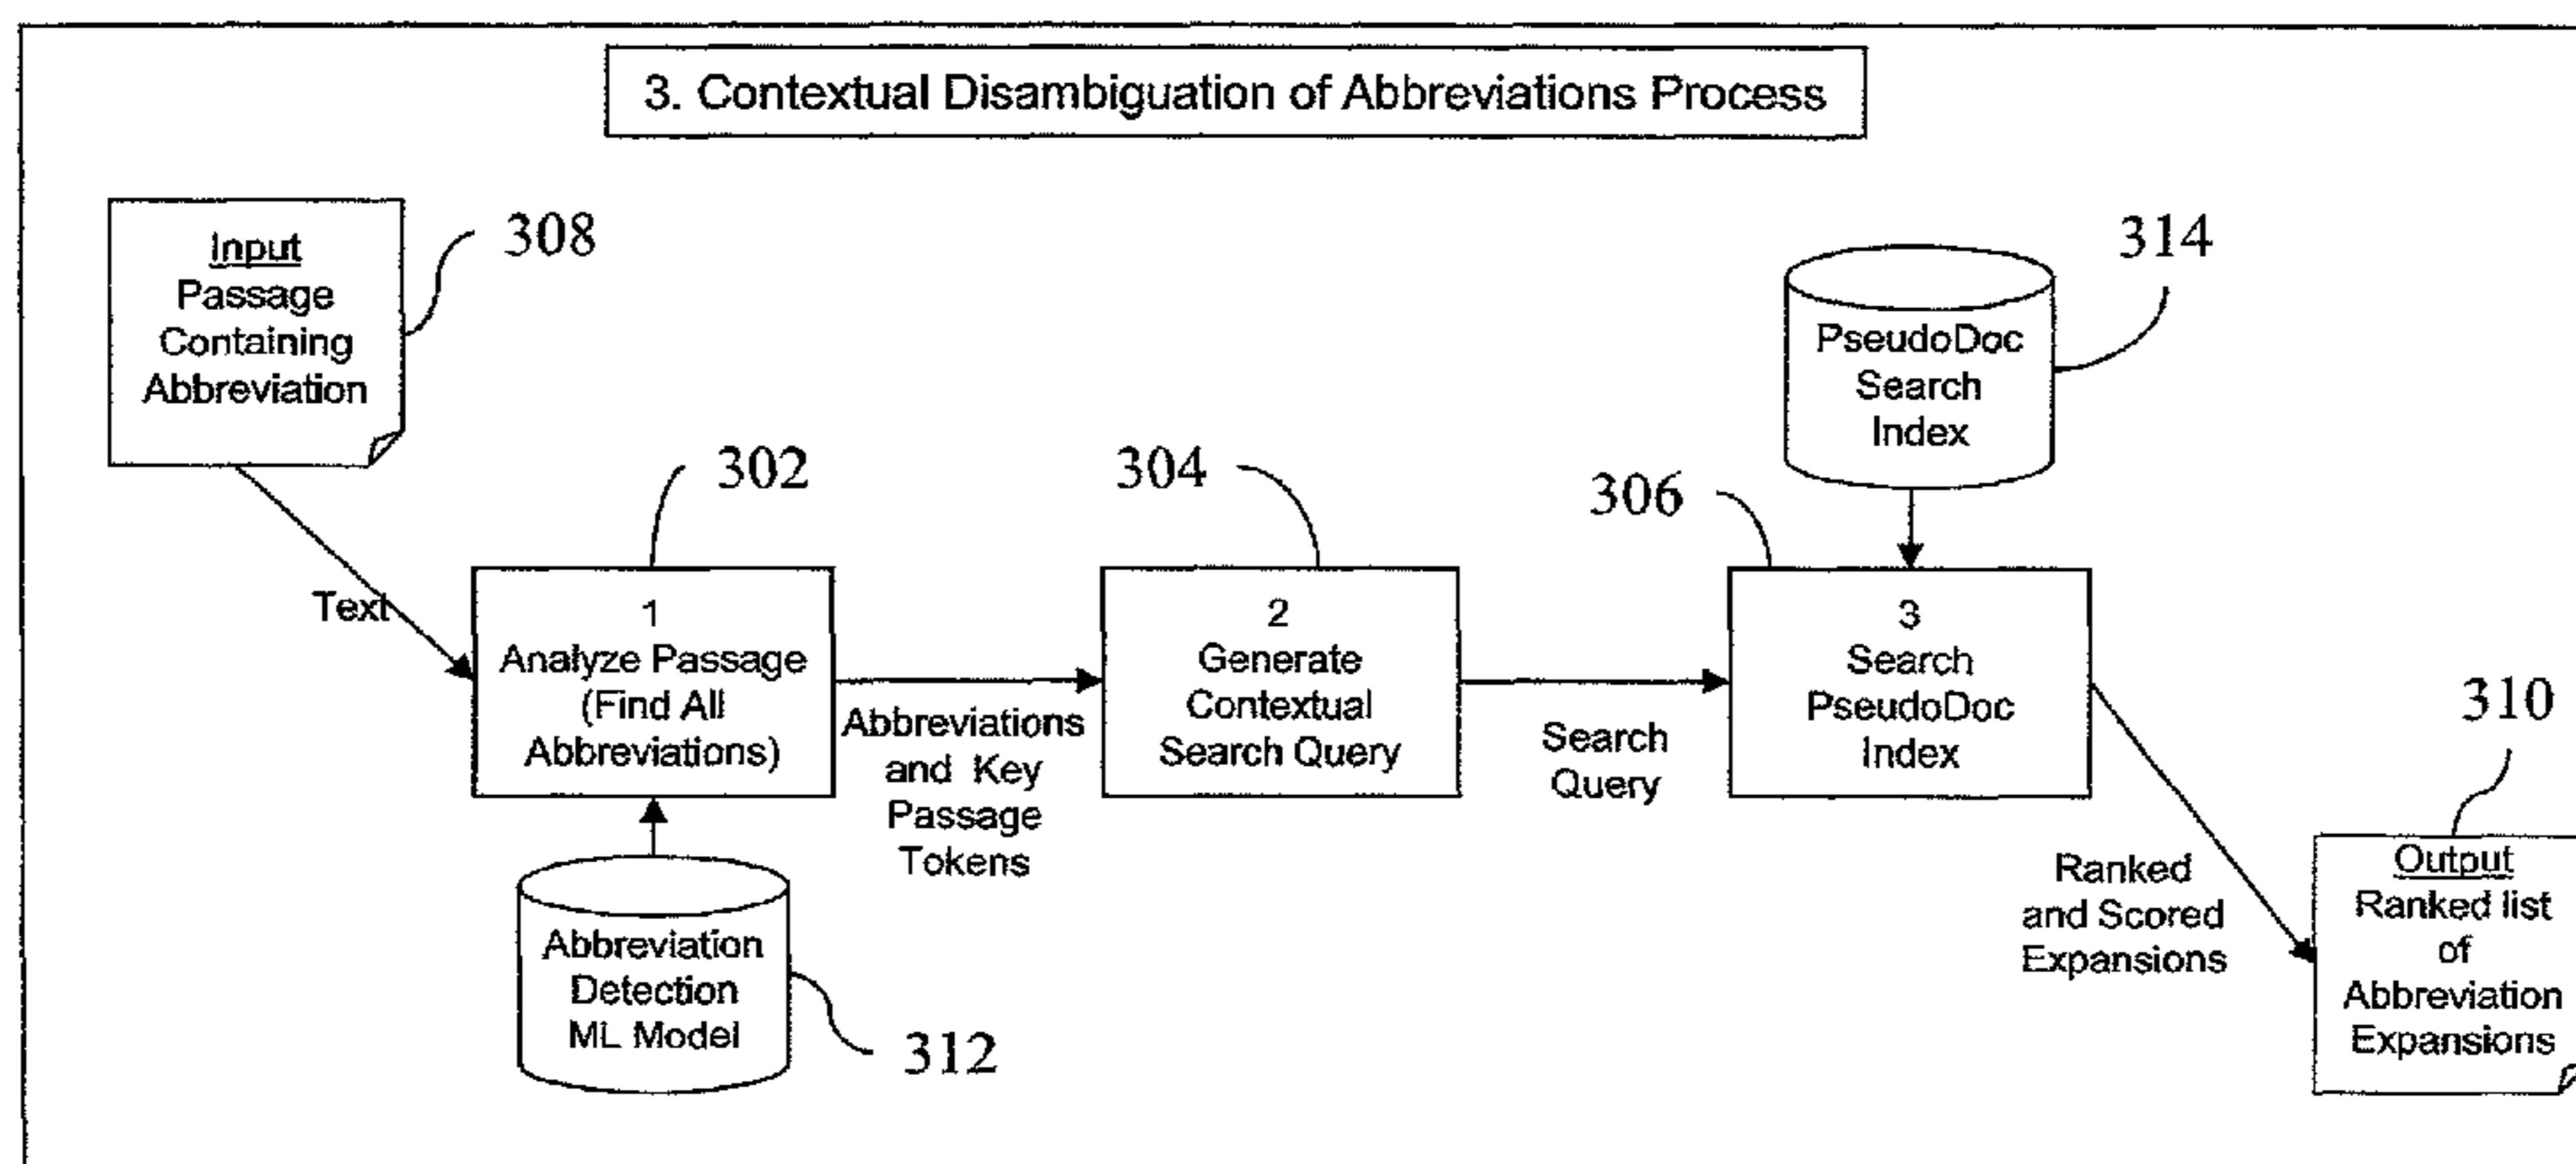 3. Contextual Disambiguation of Abbreviations Process
Input
Passage
Containing
Abbreviation
308
314
PseudoDoc
Search
Index
302
304
306
Text
1
Analyze Passage
(Find All
Abbreviations)
Abbreviations
and Key
Passage
Tokens
2
Generate
Contextual
Search Query
Search
Query
3
Search
PseudoDoc
Index
310
Ranked
and Scored
Expansions
Output
Ranked list
of
Abbreviation
Expansions
Abbreviation
Detection
ML Model
312